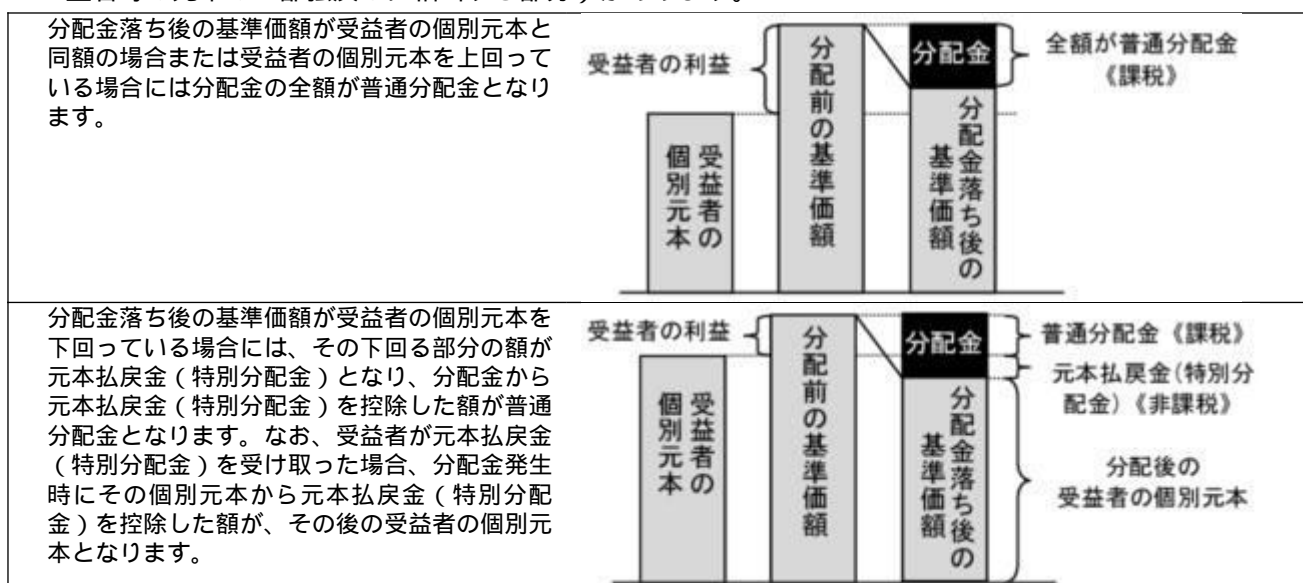 分配金落ち後の基準価額が受益者の個別元本と
同額の場合または受益者の個別元本を上回って
いる場合には分配金の全額が普通分配金となり
ます。
受益者の利益
受益者の
個別元本
分配前の基準価額
分配金
分配金落ち後の
基準価額
全額が普通分配金
《課税》
分配金落ち後の基準価額が受益者の個別元本を
下回っている場合には、その下回る部分の額が
元本払戻金（特別分配金）となり、分配金から
元本払戻金（特別分配金）を控除した額が普通
分配金となります。なお、受益者が元本払戻金
（特別分配金）を受け取った場合、分配金発生
時にその個別元本から元本払戻金（特別分配
金）を控除した額が、その後の受益者の個別元
本となります。
受益者の利益
受益者の
個別元本
分配前の基準価額
分配金
分配金落ち後の
基準価額
普通分配金《課税》
元本払戻金(特別分
配金)《非課税》
分配後の
受益者の個別元本